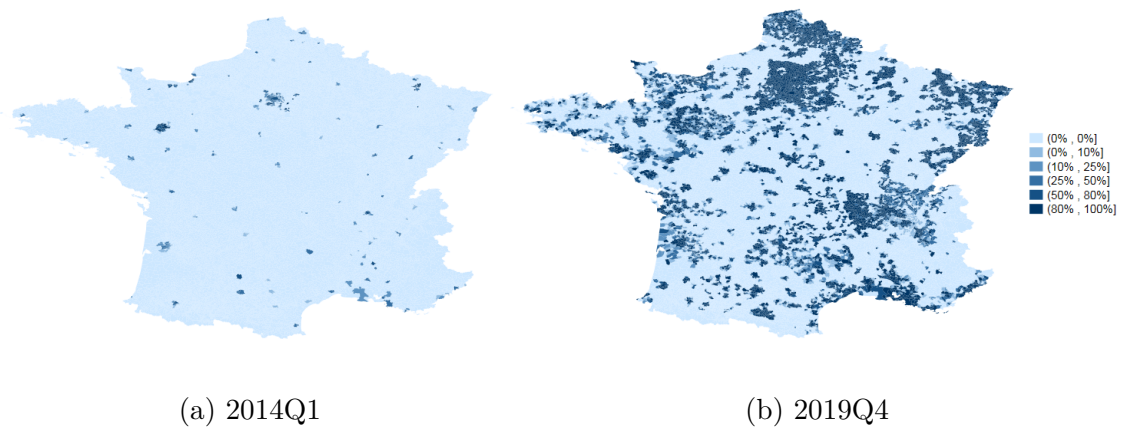 (0% , 0%]
(0% , 10%]
(10% , 25%]
(25% , 50%]
(50% , 80%]
(80% , 100%]
(a) 2014Q1
(b) 2019Q4